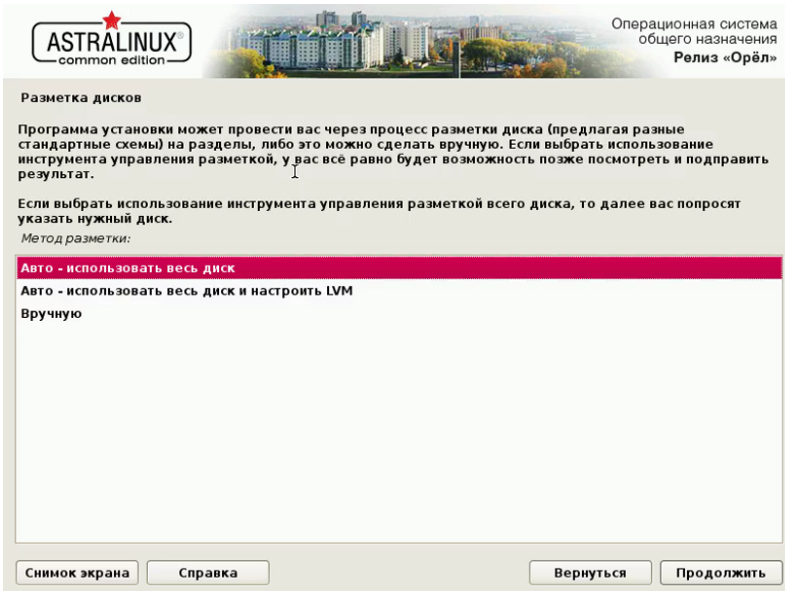 ASTRALINUX®
common edition
Операционная система
общего назначения
Релиз «Орёл»
Разметка дисков
Программа установки может провести вас через процесс разметки диска (предлагая разные
стандартные схемы) на разделы, либо это можно сделать вручную. Если выбрать использование
инструмента управления разметкой, у вас всё равно будет возможность позже посмотреть и подправить
результат.
Если выбрать использование инструмента управления разметкой всего диска, то далее вас попросят
указать нужный диск.
Метод разметки:
Авто - использовать весь диск
Авто - использовать весь диск и настроить LVM
Вручную
Снимок экрана
Справка
Вернуться
Продолжить